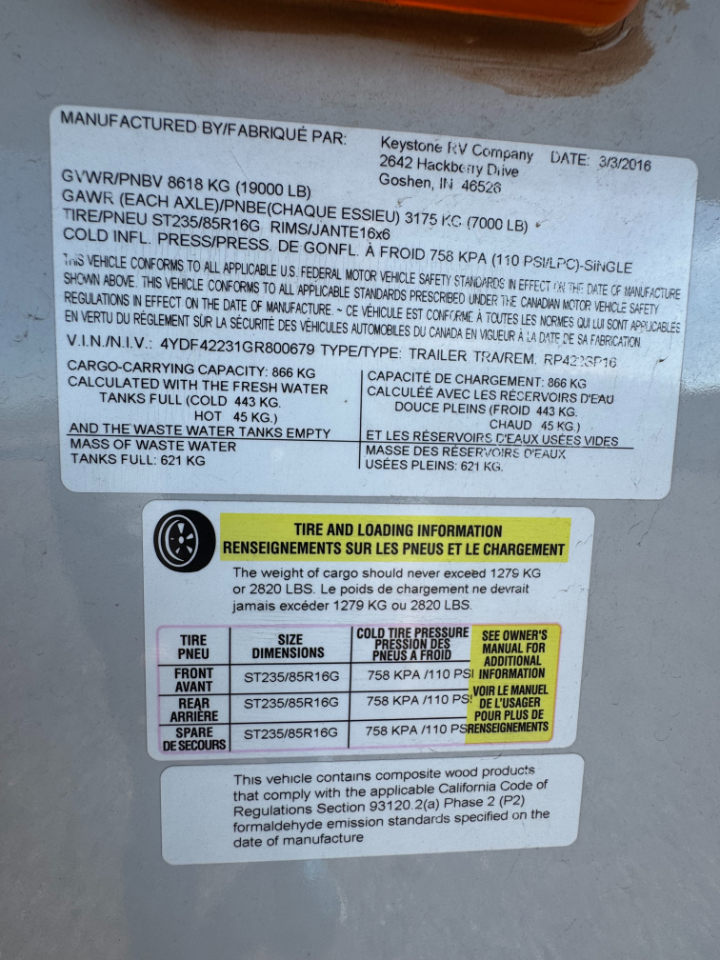 MANUFACTURED BY/FABRIQUÉ PAR: Keystone RV Company DATE: 3/3/2016
2642 Hackberry Drive
Goshen, IN 46526
GVWR/PNBV 8618 KG (19000 LB)
GAWR (EACH AXLE)/PNBE(CHAQUE ESSIEU) 3175 KG (7000 LB)
TIRE/PNEU ST235/85R16G RIMS/JANTE16x6
COLD INFL. PRESS/PRESS. DE GONFL. À FROID 758 KPA (110 PSI/LPC)-SINGLE
THIS VEHICLE CONFORMS TO ALL APPLICABLE U.S. FEDERAL MOTOR VEHICLE SAFETY STANDARDS IN EFFECT ON THE DATE OF MANUFACTURE
SHOWN ABOVE. THIS VEHICLE CONFORMS TO ALL APPLICABLE STANDARDS PRESCRIBED UNDER THE CANADIAN MOTOR VEHICLE SAFETY
REGULATIONS IN EFFECT ON THE DATE OF MANUFACTURE. ~ CE VÉHICULE EST CONFORME À TOUTES LES NORMES QUI LUI SONT APPLICABLES
EN VERTU DU RÉGLEMENT SÛR LA SÉCURITÉ DES VÉHICULES AUTOMOBILES DU CANADA EN VIGUEUR À LA DATE DE SA FABRICATION.
V.I.N./N.I.V.: 4YDF42231GR800679 TYPE/TYPE: TRAILER TRA/REM.
CARGO-CARRYING CAPACITY: 866 KG
CALCULATED WITH THE FRESH WATER
TANKS FULL (COLD 443 KG.
HOT 45 KG.)
AND THE WASTE WATER TANKS EMPTY
MASS OF WASTE WATER
TANKS FULL: 621 KG
CAPACITÉ DE CHARGEMENT: 866 KG
CALCULÉE AVEC LES RÉSERVOIRS D'EAU
DOUCE PLEINS (FROID 443 KG.
CHAUD 45 KG.)
ET LES RÉSERVOIRS D'EAUX USÉES VIDES
MASSE DES RÉSERVOIRS D'EAUX
USÉES PLEINS: 621 KG.
TIRE AND LOADING INFORMATION
RENSEIGNEMENTS SUR LES PNEUS ET LE CHARGEMENT
The weight of cargo should never exceed 1279 KG
or 2820 LBS. Le poids de chargement ne devrait
jamais excéder 1279 KG ou 2820 LBS.
TIRE
PNEU
SIZE
DIMENSIONS
COLD TIRE PRESSURE
PRESSION DES
PNEUS A FROID
FRONT
AVANT
ST235/85R16G 758 KPA /110 PSI
REAR
ARRIÈRE
ST235/85R16G 758 KPA /110 PSI
SPARE
DE SECOURS
ST235/85R16G 758 KPA /110 PSI
SEE OWNER'S
MANUAL FOR
ADDITIONAL
INFORMATION
VOIR LE MANUEL
DE L'USAGER
POUR PLUS DE
RENSEIGNEMENTS
This vehicle contains composite wood products
that comply with the applicable California Code of
Regulations Section 93120.2(a) Phase 2 (P2)
formaldehyde emission standards specified on the
date of manufacture